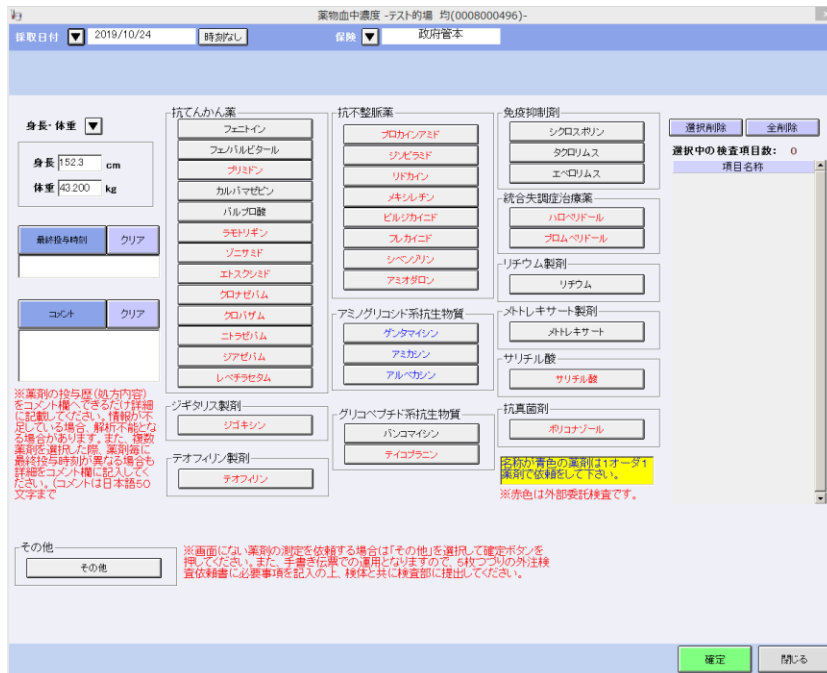 薬物血中濃度 -テスト的場 均(0008000496)-
採取日付 ▼ 2019/10/24 時刻なし 保険 ▼ 政府管本
身長・体重 ▼
身長 152.3 cm
体重 43.200 kg
最終投与時刻 クリア
コメント クリア
※薬剤の投与歴(処方内容)
をコメント欄へできるだけ詳細
に記載してください。情報が不
足している場合、解析不能とな
る場合があります。また、複数
薬剤を選択した際、薬剤毎に
最終投与時刻が異なる場合も
詳細をコメント欄に記入してく
ださい。(コメントは日本語50
文字まで
抗てんかん薬
フェニトイン
フェノバルビタール
プリミドン
カルバマゼピン
バルプロ酸
ラモトリギン
ゾニサミド
エトスクシミド
クロナゼパム
クロバザム
ニトラゼパム
ジアゼパム
レベチラセタム
ジギタリス製剤
ジゴキシン
テオフィリン製剤
テオフィリン
抗不整脈薬
プロカインアミド
ジソピラミド
リドカイン
メキシレチン
ピルジカイニド
フレカイニド
シベンゾリン
アミオダロン
アミノグリコシド系抗生物質
ゲンタマイシン
アミカシン
アルベカシン
グリコペプチド系抗生物質
バンコマイシン
テイコプラニン
免疫抑制剤
シクロスポリン
タクロリムス
エベロリムス
統合失調症治療薬
ハロペリドール
ブロムペリドール
リチウム製剤
リチウム
メトトレキサート製剤
メトトレキサート
サリチル酸
サリチル酸
抗真菌剤
ボリコナゾール
名称が青色の薬剤は1オーダ1
薬剤で依頼をして下さい。
※赤色は外部委託検査です。
選択削除 全削除
選択中の検査項目数: 0
項目名称
その他
その他
※画面にない薬剤の測定を依頼する場合は「その他」を選択して確定ボタンを
押してください。また、手書き伝票での運用となりますので、5枚つづりの外注検
査依頼書に必要事項を記入の上、検体と共に検査部に提出してください。
確定 閉じる